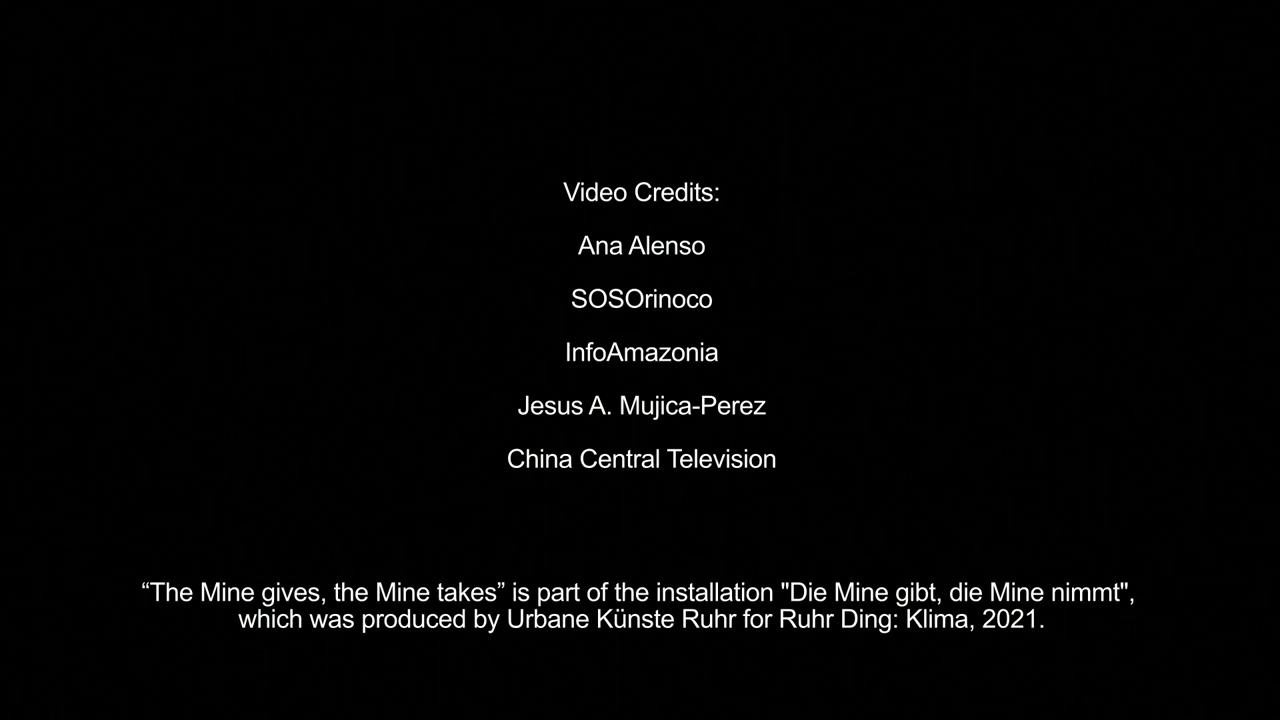 Video Credits:
Ana Alenso
SOSOrinoco
InfoAmazonia
Jesus A. Mujica-Perez
China Central Television
“The Mine gives, the Mine takes” is part of the installation "Die Mine gibt, die Mine nimmt",
which was produced by Urbane Künste Ruhr for Ruhr Ding: Klima, 2021.